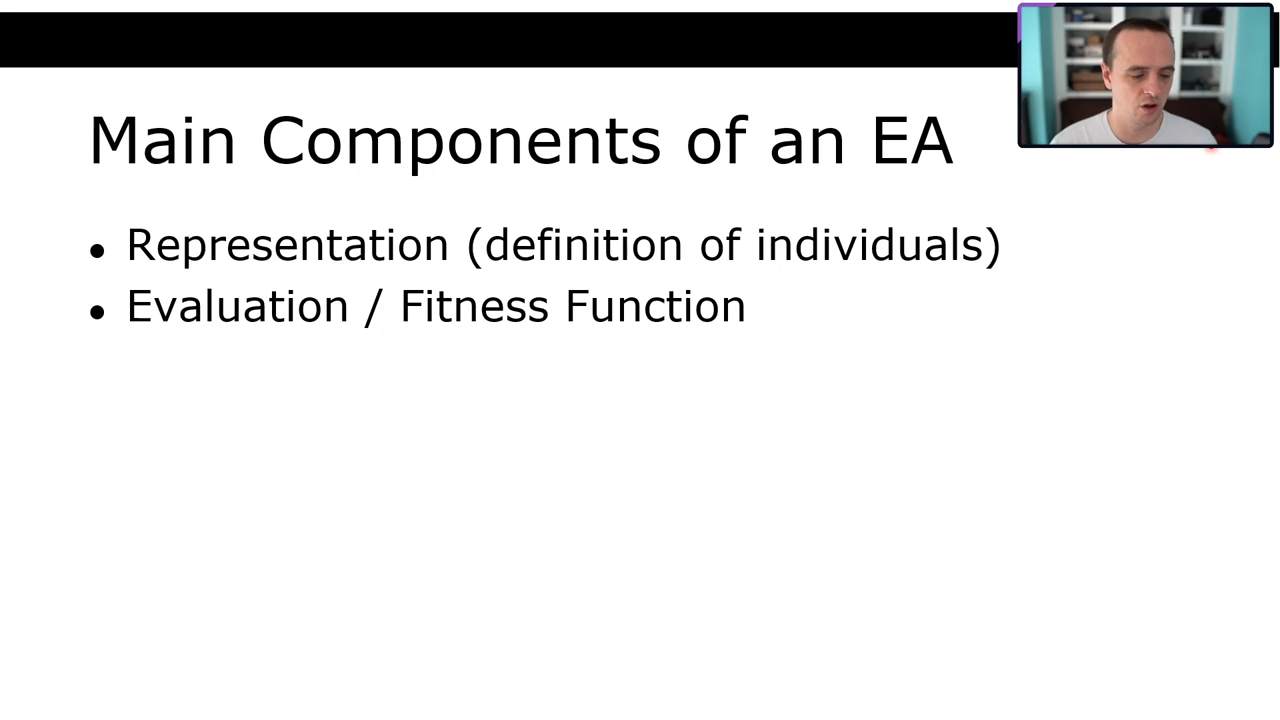 Main Components of an EA
• Representation (definition of individuals)
• Evaluation / Fitness Function